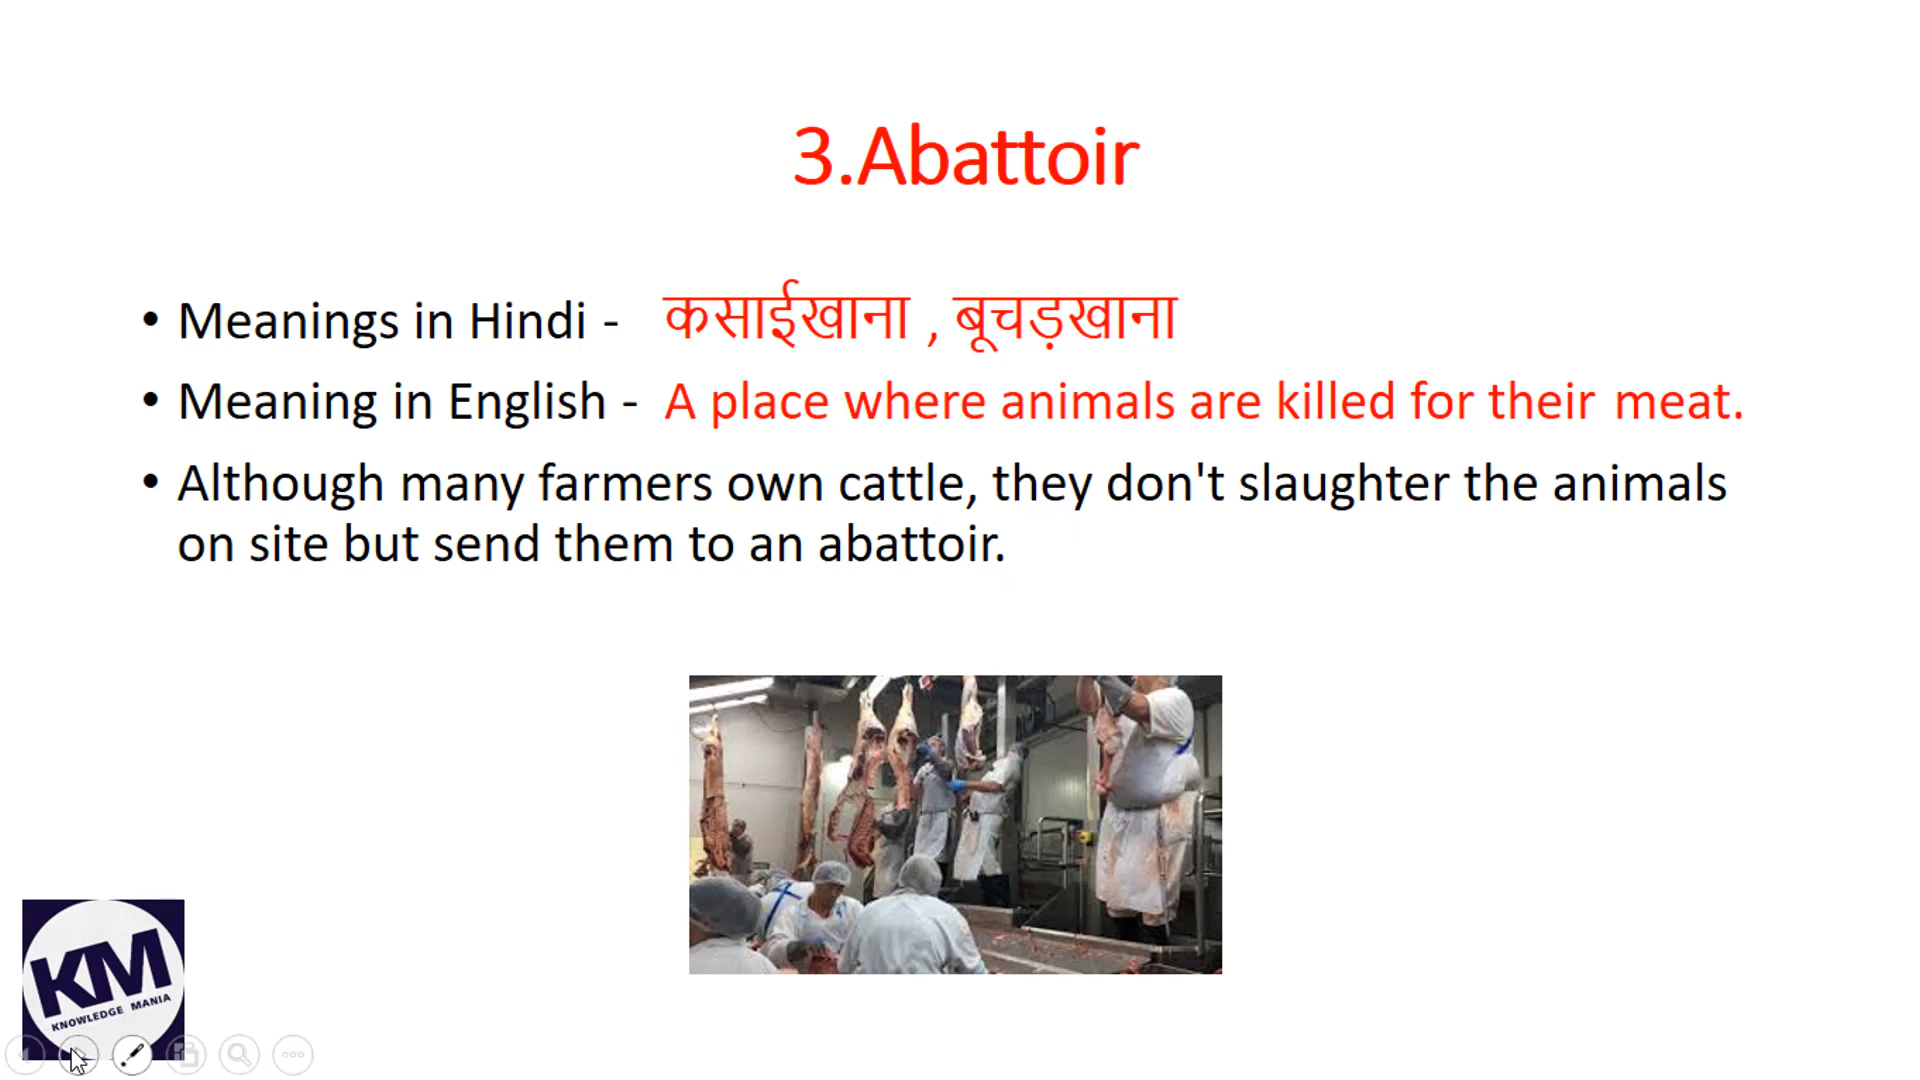 3.Abattoir
• Meanings in Hindi - कसाईखाना , बूचड़खाना
• Meaning in English - A place where animals are killed for their meat.
• Although many farmers own cattle, they don't slaughter the animals
on site but send them to an abattoir.
KM
KNOWLEDGE MANIA